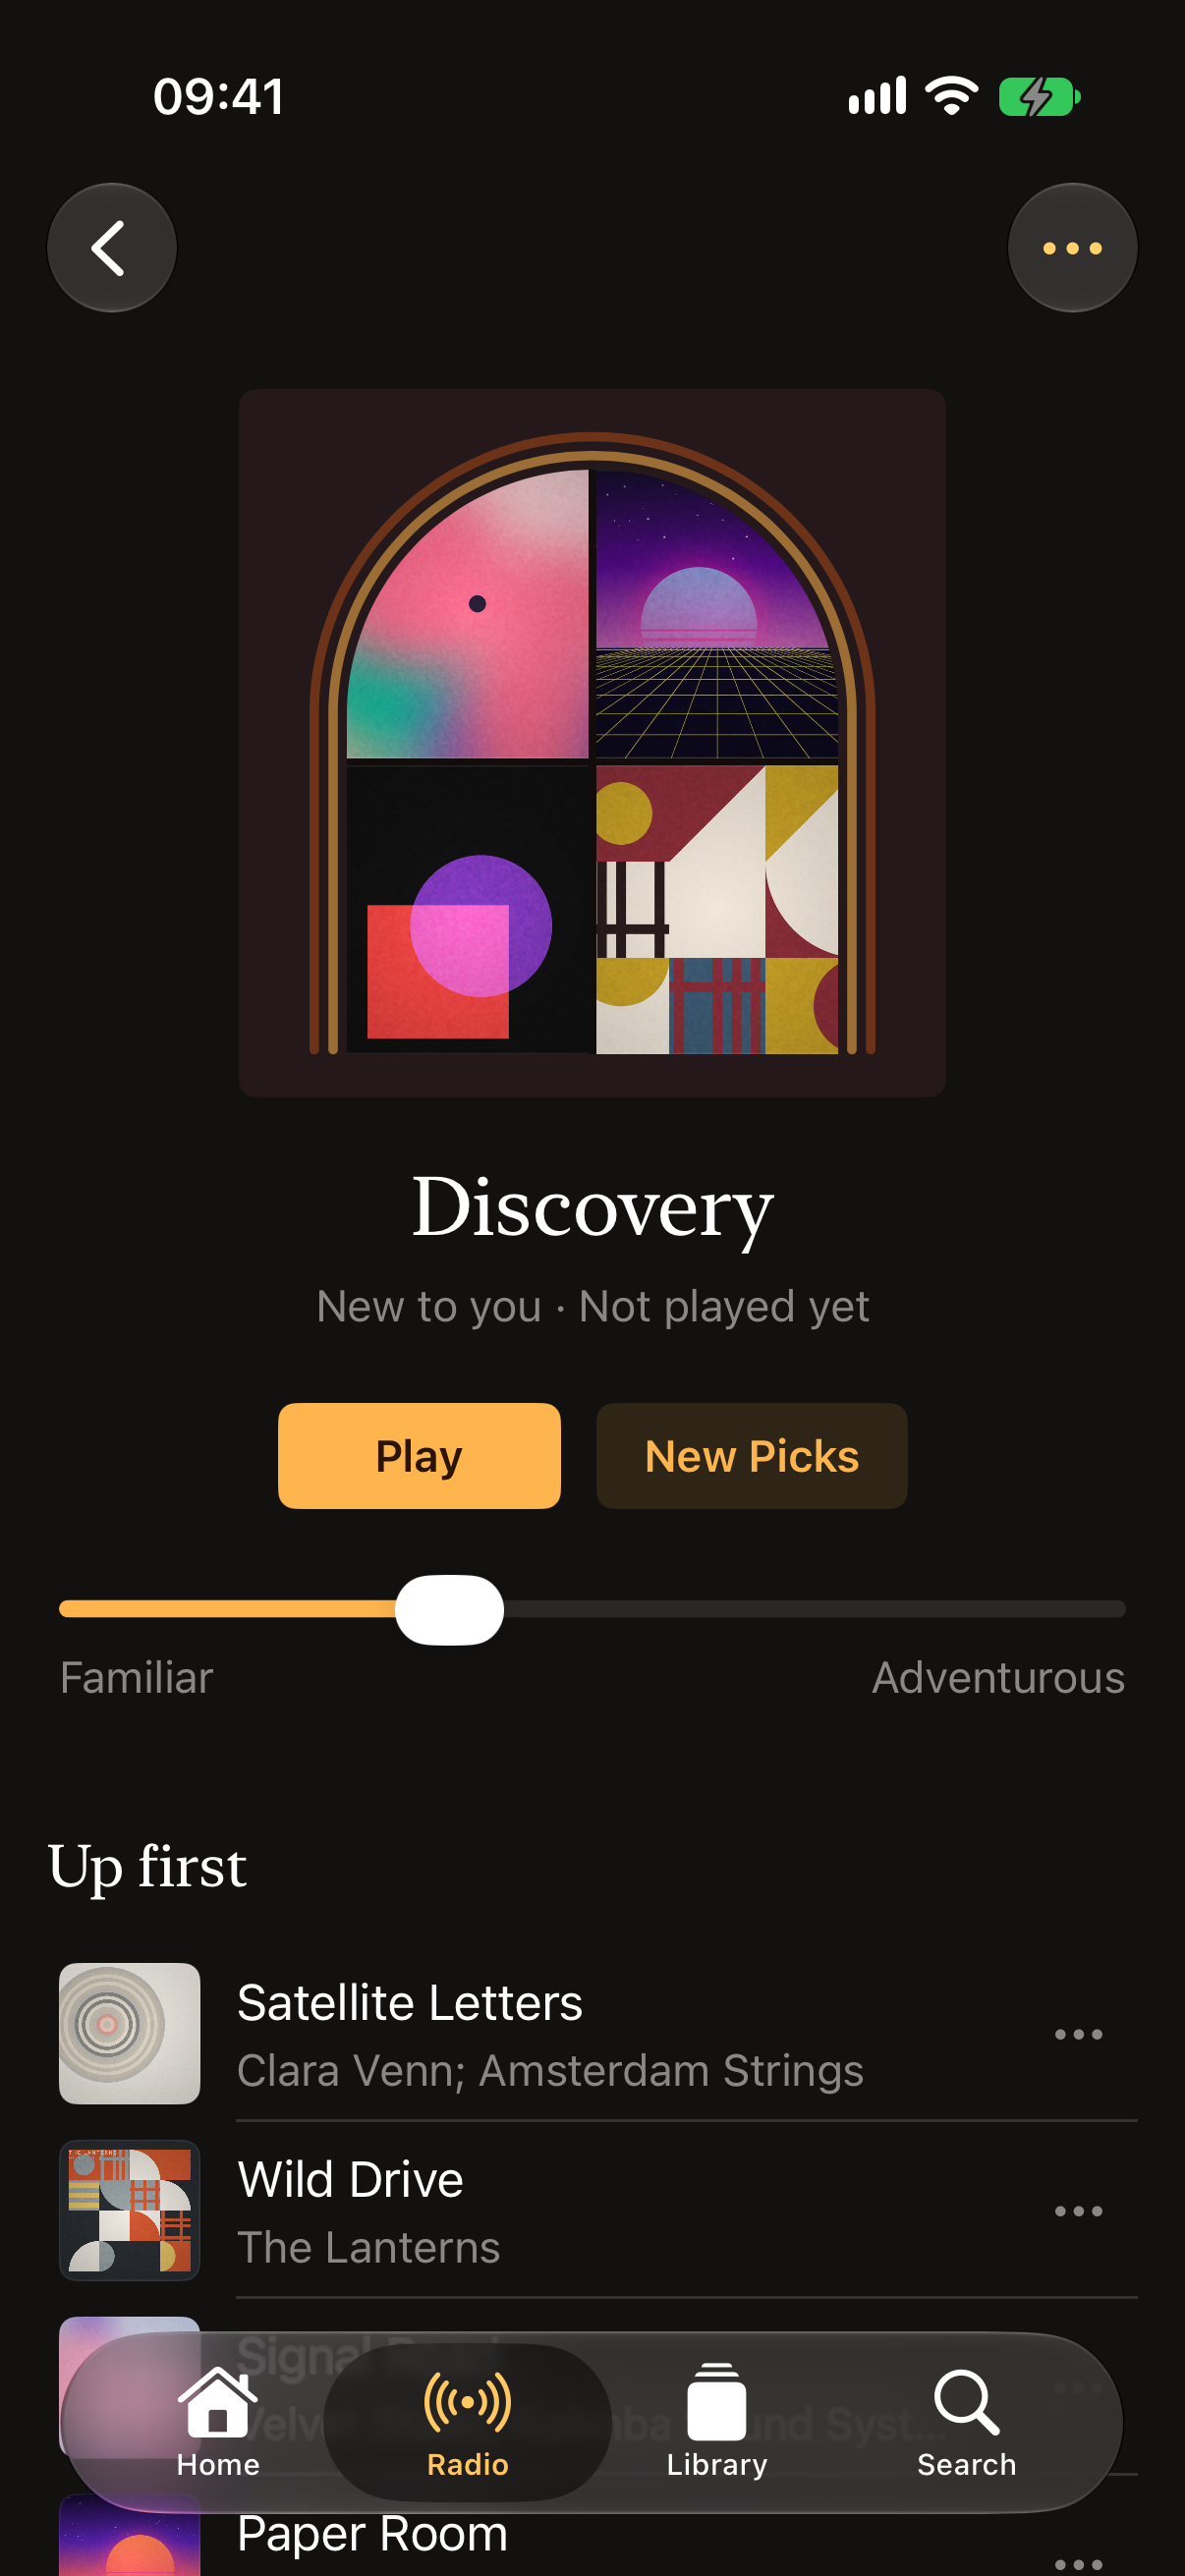 09:41
Discovery
New to you · Not played yet
Play
New Picks
Familiar
Adventurous
Up first
Satellite Letters
Clara Venn; Amsterdam Strings
Wild Drive
The Lanterns
Signal
Home
Radio
Library
Search
Paper Room